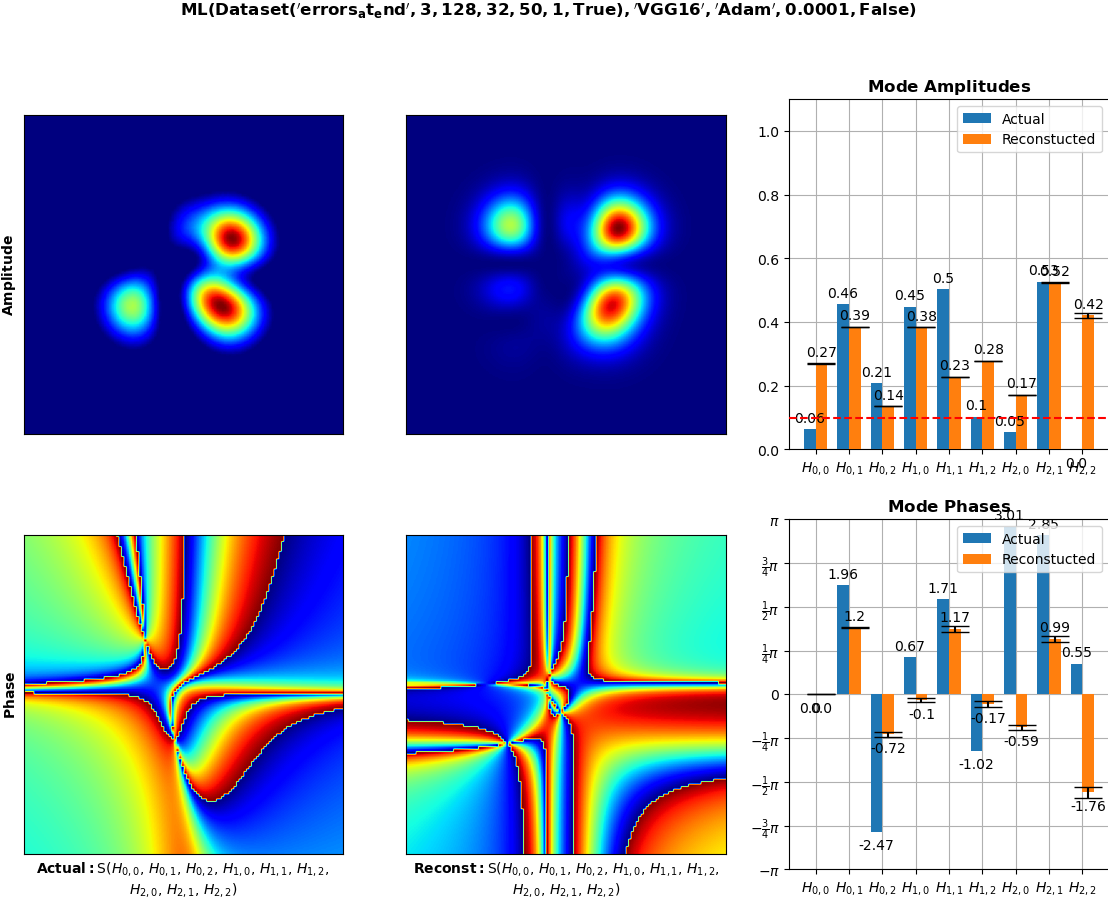 ML(Dataset('errors_at_end', 3, 128, 32, 50, 1, True), 'VGG16', 'Adam', 0.0001, False)
Amplitude
Mode Amplitudes
Actual
Reconstucted
1.0
0.8
0.6
0.4
0.2
0.0
0.06
0.27
0.46
0.39
0.21
0.14
0.45
0.38
0.5
0.23
0.1
0.28
0.05
0.17
0.53
0.52
0.0
0.42
H0,0 H0,1 H0,2 H1,0 H1,1 H1,2 H2,0 H2,1 H2,2
Phase
Actual: S(H0,0, H0,1, H0,2, H1,0, H1,1, H1,2,
H2,0, H2,1, H2,2)
Reconst: S(H0,0, H0,1, H0,2, H1,0, H1,1, H1,2,
H2,0, H2,1, H2,2)
Mode Phases
Actual
Reconstucted
π
3/4π
1/2π
1/4π
0
−1/4π
−1/2π
−3/4π
−π
0.0
0.0
1.96
1.2
-2.47
-0.72
0.67
-0.1
1.71
1.17
-1.02
-0.17
3.01
-0.59
2.85
0.99
0.55
-1.76
H0,0 H0,1 H0,2 H1,0 H1,1 H1,2 H2,0 H2,1 H2,2